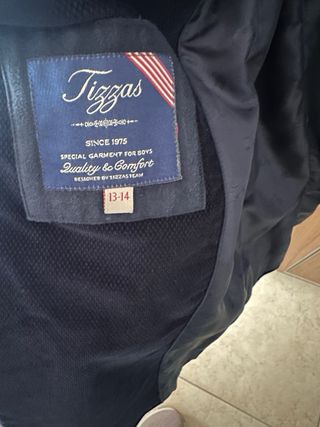 Tizzas
SINCE 1975
SPECIAL GARMENT FOR BOYS
Quality & Comfort
DESIGNED BY TIZZAS TEAM
13-14